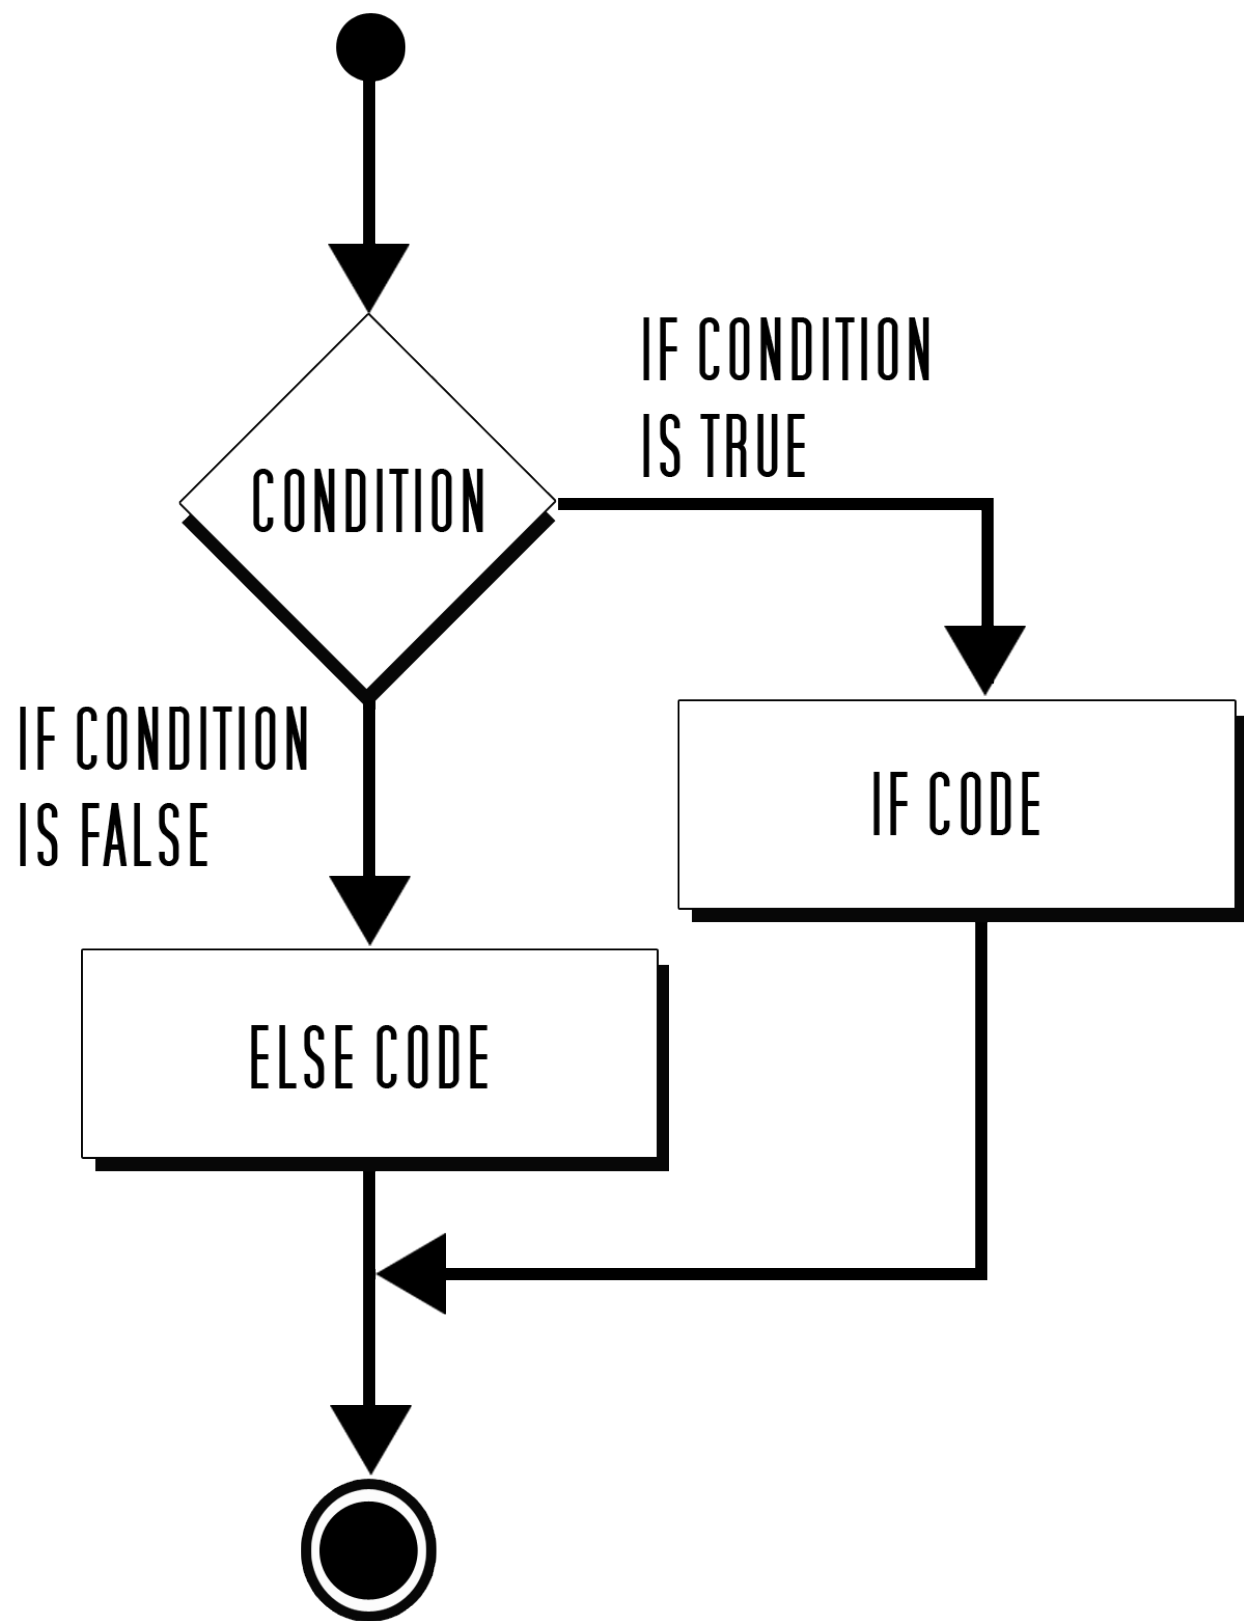 IF CONDITION
IS TRUE
CONDITION
IF CONDITION
IS FALSE
IF CODE
ELSE CODE